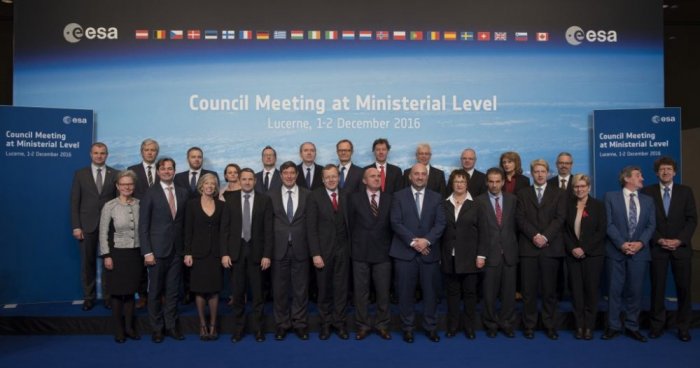 esa
esa
Council Meeting at Ministerial Level
Lucerne, 1-2 December 2016
esa
Council Meeting
at Ministerial Level
Lucerne, 1-2 December 2016
esa
Council Meeting
at Ministerial Level
Lucerne, 1-2 December 2016